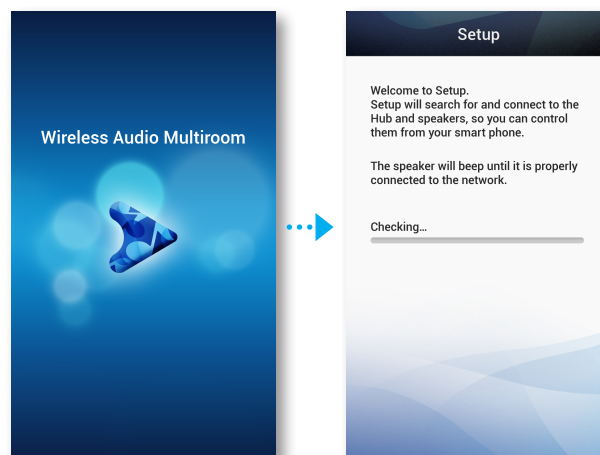 Wireless Audio Multiroom
Setup
Welcome to Setup.
Setup will search for and connect to the
Hub and speakers, so you can control
them from your smart phone.
The speaker will beep until it is properly
connected to the network.
Checking...